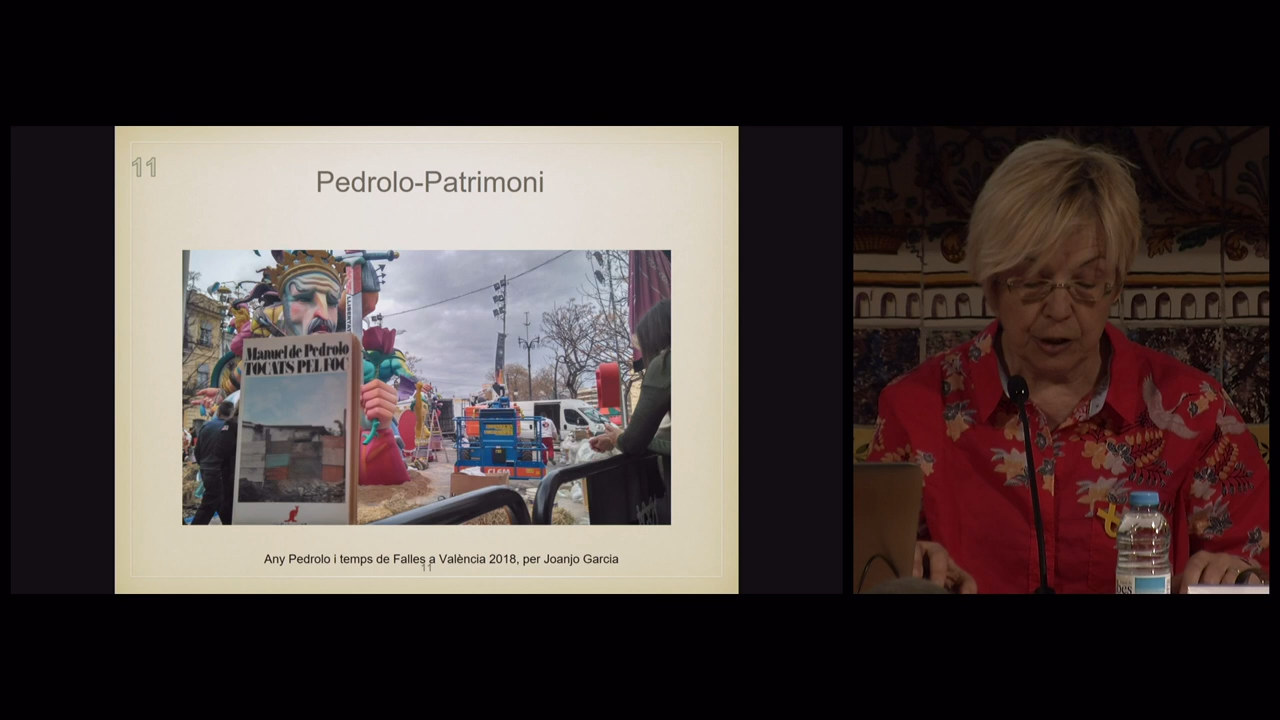 11
Pedrolo-Patrimoni
Manuel de Pedrolo
TOCATS PEL FOC
Any Pedrolo i temps de Falles a València 2018, per Joanjo Garcia
11